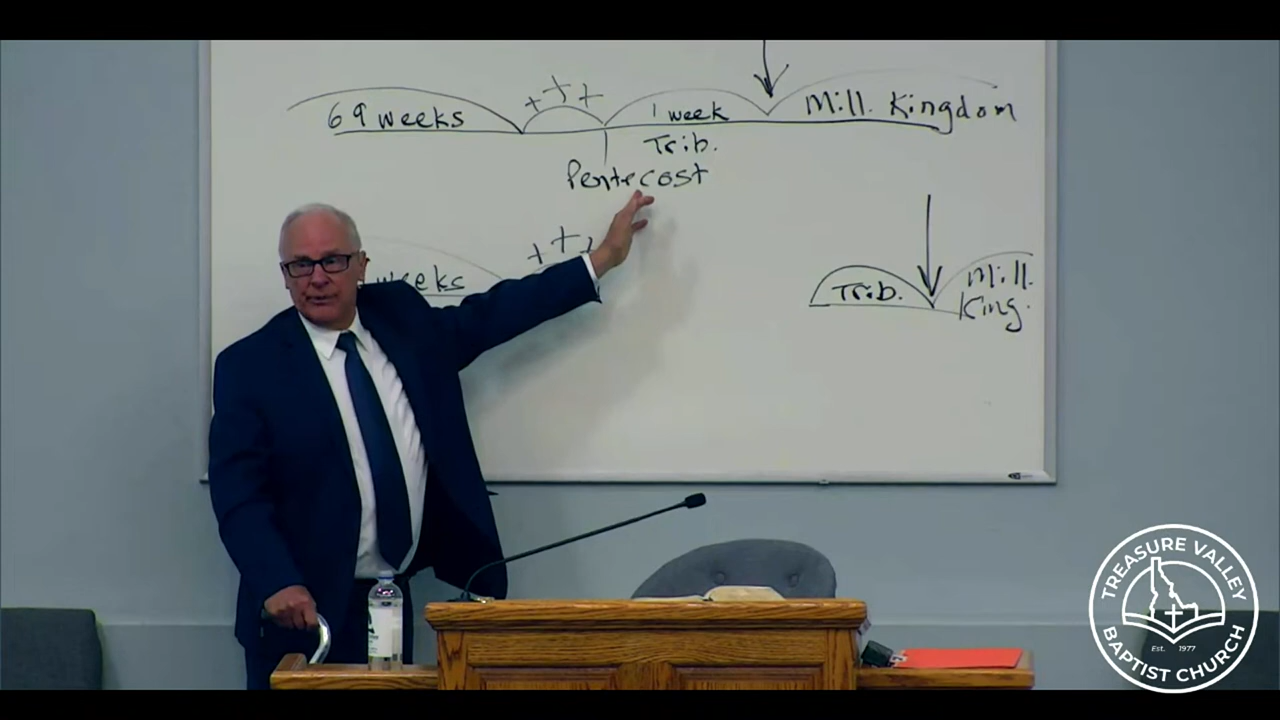 69 weeks
+++
1 week
Mill. Kingdom
Trib.
Pentecost
weeks
+++
Trib.
Mill.
King.
TREASURE VALLEY
Est. 1977
BAPTIST CHURCH